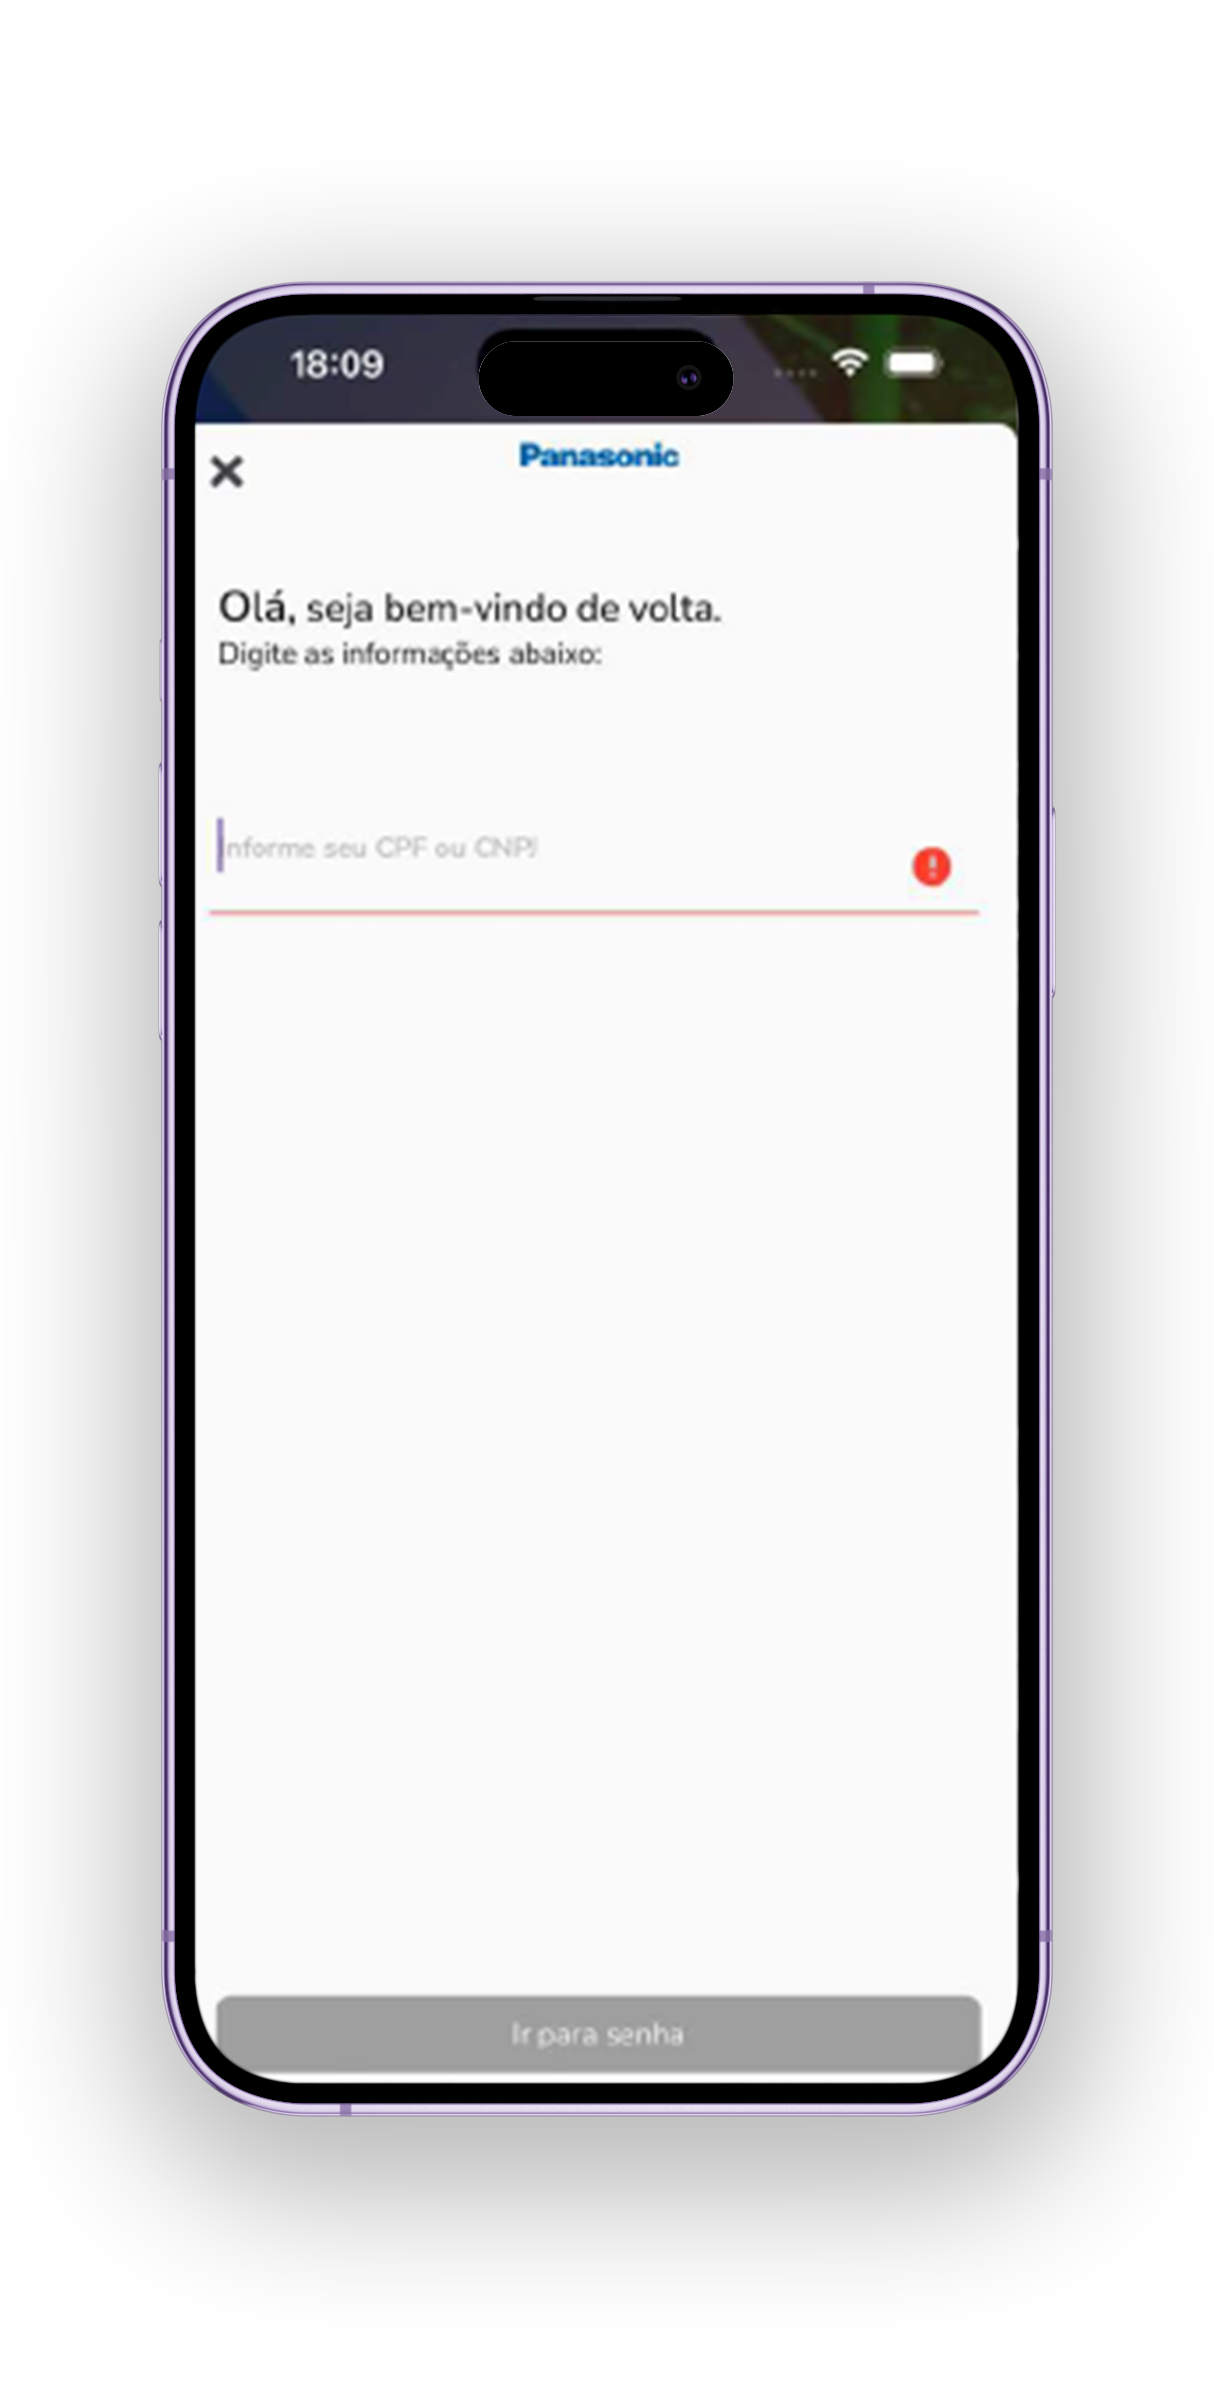 18:09
Panasonic
Olá, seja bem-vindo de volta.
Digite as informações abaixo:
nforme seu CPF ou CNPJ
Ir para senha